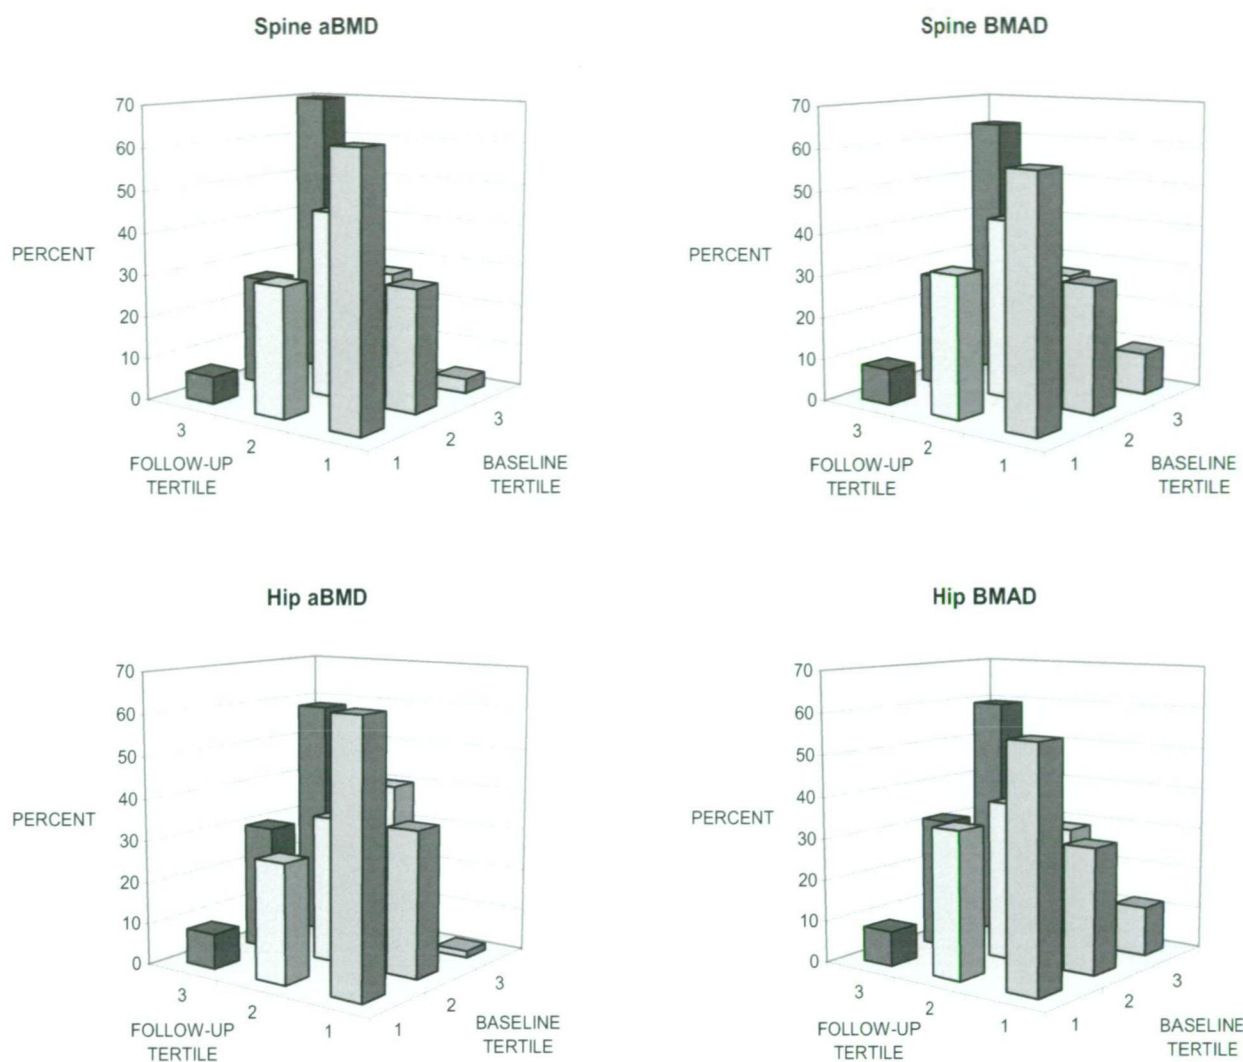 Spine aBMD
70
60
50
40
30
20
10
0
PERCENT
3
2
1
FOLLOW-UP
TERTILE
1
2
3
BASELINE
TERTILE
Spine BMAD
70
60
50
40
30
20
10
0
PERCENT
3
2
1
FOLLOW-UP
TERTILE
1
2
3
BASELINE
TERTILE
Hip aBMD
70
60
50
40
30
20
10
0
PERCENT
3
2
1
FOLLOW-UP
TERTILE
1
2
3
BASELINE
TERTILE
Hip BMAD
70
60
50
40
30
20
10
0
PERCENT
3
2
1
FOLLOW-UP
TERTILE
1
2
3
BASELINE
TERTILE